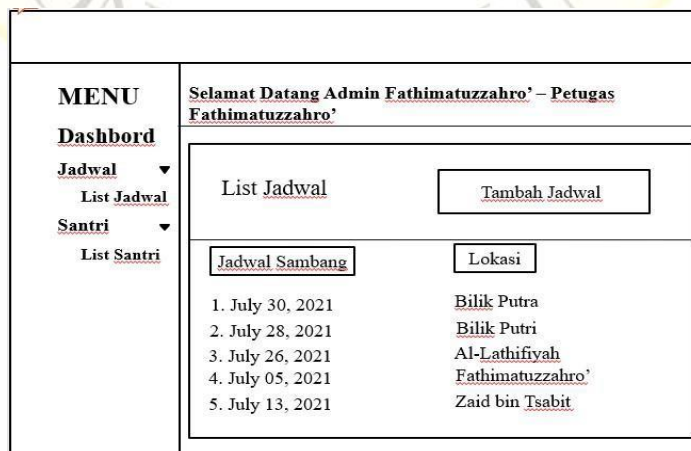 MENU
Dashbord
Jadwal
List Jadwal
Santri
List Santri
Selamat Datang Admin Fathimatuzzahro’ – Petugas
Fathimatuzzahro’
List Jadwal
Tambah Jadwal
Jadwal Sambang
Lokasi
1. July 30, 2021 Bilik Putra
2. July 28, 2021 Bilik Putri
3. July 26, 2021 Al-Lathifiyah
4. July 05, 2021 Fathimatuzzahro’
5. July 13, 2021 Zaid bin Tsabit